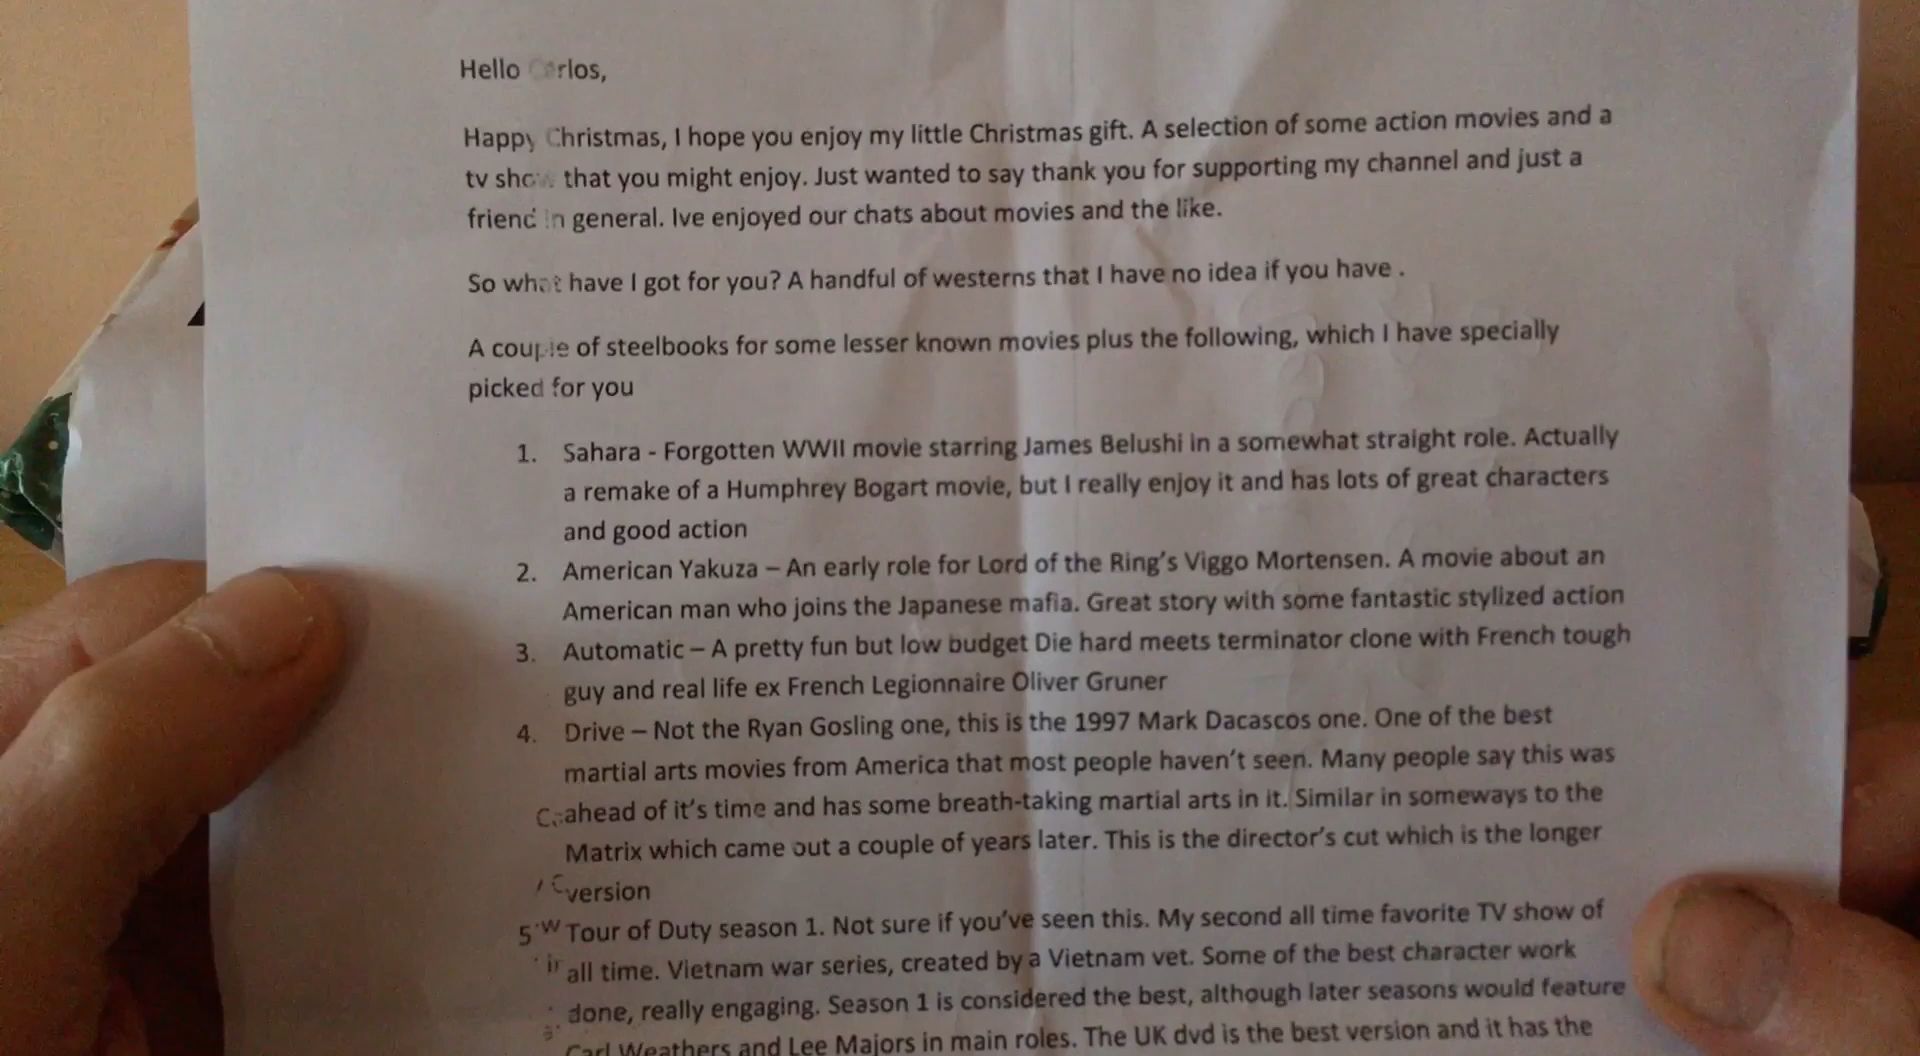 Hello Carlos,
Happy Christmas, I hope you enjoy my little Christmas gift. A selection of some action movies and a
tv show that you might enjoy. Just wanted to say thank you for supporting my channel and just a
friend in general. Ive enjoyed our chats about movies and the like.
So what have I got for you? A handful of westerns that I have no idea if you have .
A couple of steelbooks for some lesser known movies plus the following, which I have specially
picked for you
1. Sahara - Forgotten WWII movie starring James Belushi in a somewhat straight role. Actually
a remake of a Humphrey Bogart movie, but I really enjoy it and has lots of great characters
and good action
2. American Yakuza – An early role for Lord of the Ring's Viggo Mortensen. A movie about an
American man who joins the Japanese mafia. Great story with some fantastic stylized action
3. Automatic – A pretty fun but low budget Die hard meets terminator clone with French tough
guy and real life ex French Legionnaire Oliver Gruner
4. Drive – Not the Ryan Gosling one, this is the 1997 Mark Dacascos one. One of the best
martial arts movies from America that most people haven't seen. Many people say this was
ahead of it's time and has some breath-taking martial arts in it. Similar in someways to the
Matrix which came out a couple of years later. This is the director's cut which is the longer
version
5 Tour of Duty season 1. Not sure if you've seen this. My second all time favorite TV show of
all time. Vietnam war series, created by a Vietnam vet. Some of the best character work
done, really engaging. Season 1 is considered the best, although later seasons would feature
Carl Weathers and Lee Majors in main roles. The UK dvd is the best version and it has the